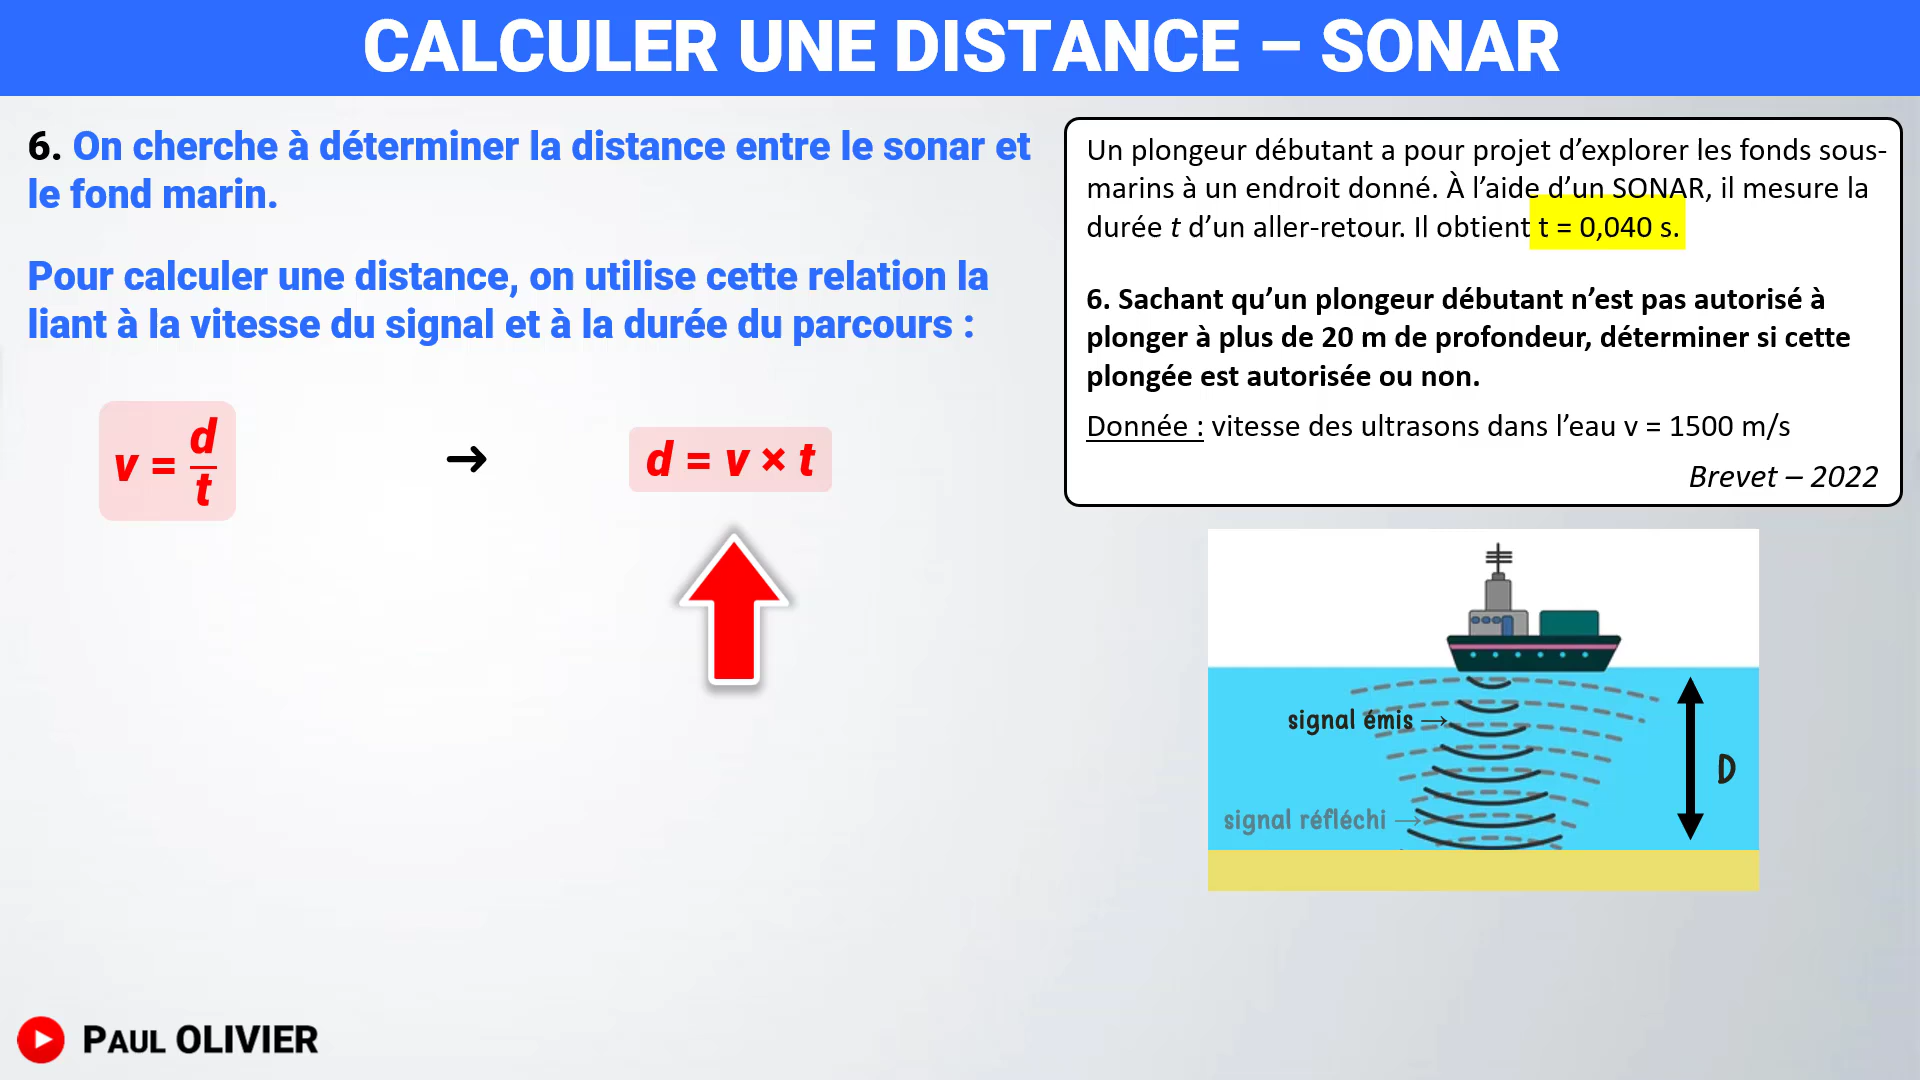 CALCULER UNE DISTANCE – SONAR
6. On cherche à déterminer la distance entre le sonar et
le fond marin.
Pour calculer une distance, on utilise cette relation la
liant à la vitesse du signal et à la durée du parcours :
v = d/t → d = v × t
Un plongeur débutant a pour projet d’explorer les fonds sous-
marins à un endroit donné. À l’aide d’un SONAR, il mesure la
durée t d’un aller-retour. Il obtient t = 0,040 s.
6. Sachant qu’un plongeur débutant n’est pas autorisé à
plonger à plus de 20 m de profondeur, déterminer si cette
plongée est autorisée ou non.
Donnée : vitesse des ultrasons dans l’eau v = 1500 m/s
Brevet – 2022
signal émis →
D
signal réfléchi →
PAUL OLIVIER